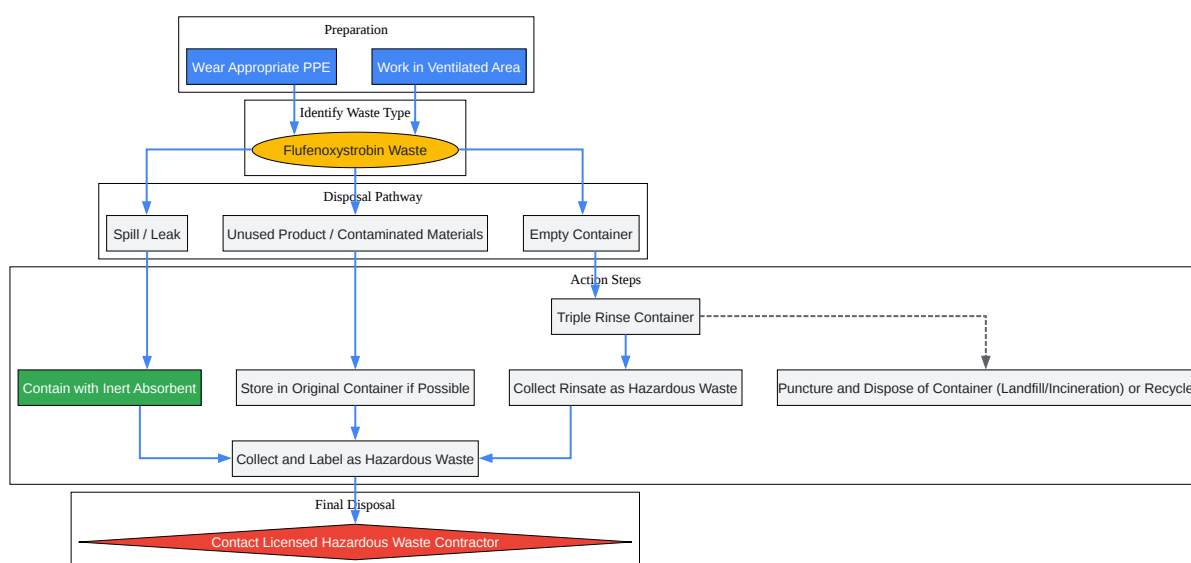 Preparation
Wear Appropriate PPE
Work in Ventilated Area
Identify Waste Type
Flufenoxystrobin Waste
Disposal Pathway
Spill / Leak
Unused Product / Contaminated Materials
Empty Container
Action Steps
Triple Rinse Container
Contain with Inert Absorbent
Store in Original Container if Possible
Collect Rinsate as Hazardous Waste
Puncture and Dispose of Container (Landfill/Incineration) or Recycle
Collect and Label as Hazardous Waste
Final Disposal
Contact Licensed Hazardous Waste Contractor